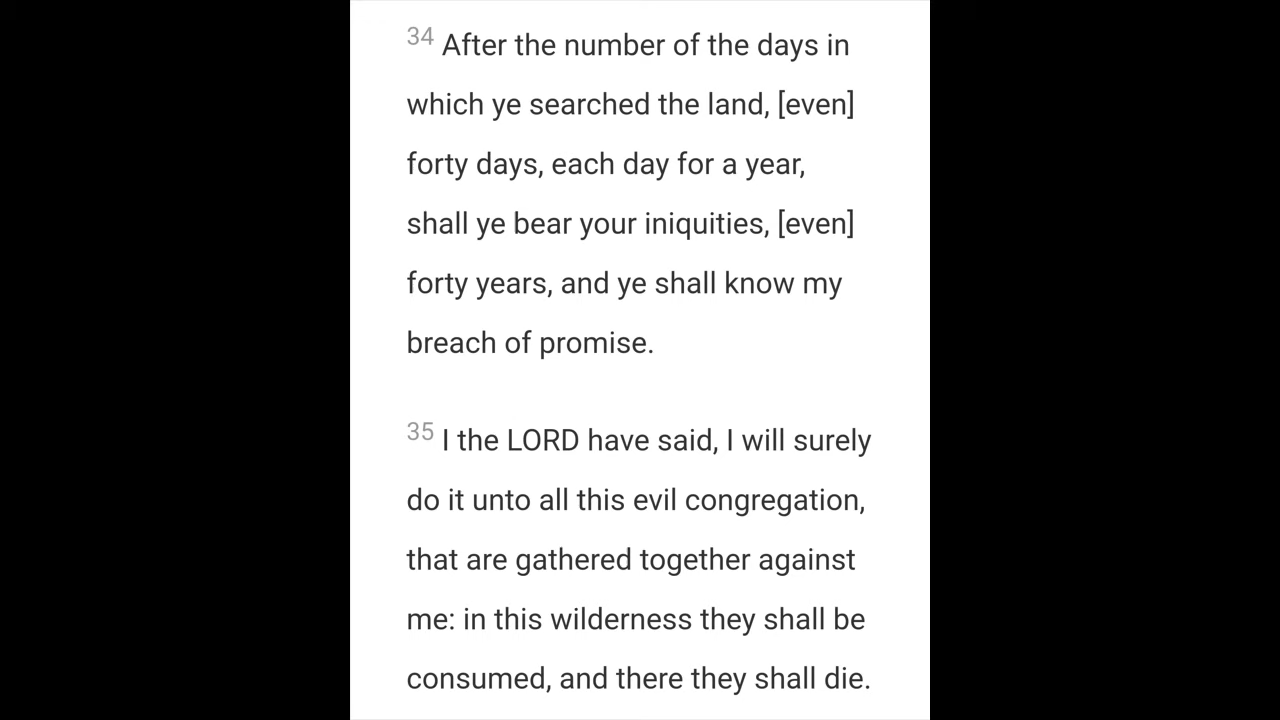 34 After the number of the days in
which ye searched the land, [even]
forty days, each day for a year,
shall ye bear your iniquities, [even]
forty years, and ye shall know my
breach of promise.
35 I the LORD have said, I will surely
do it unto all this evil congregation,
that are gathered together against
me: in this wilderness they shall be
consumed, and there they shall die.